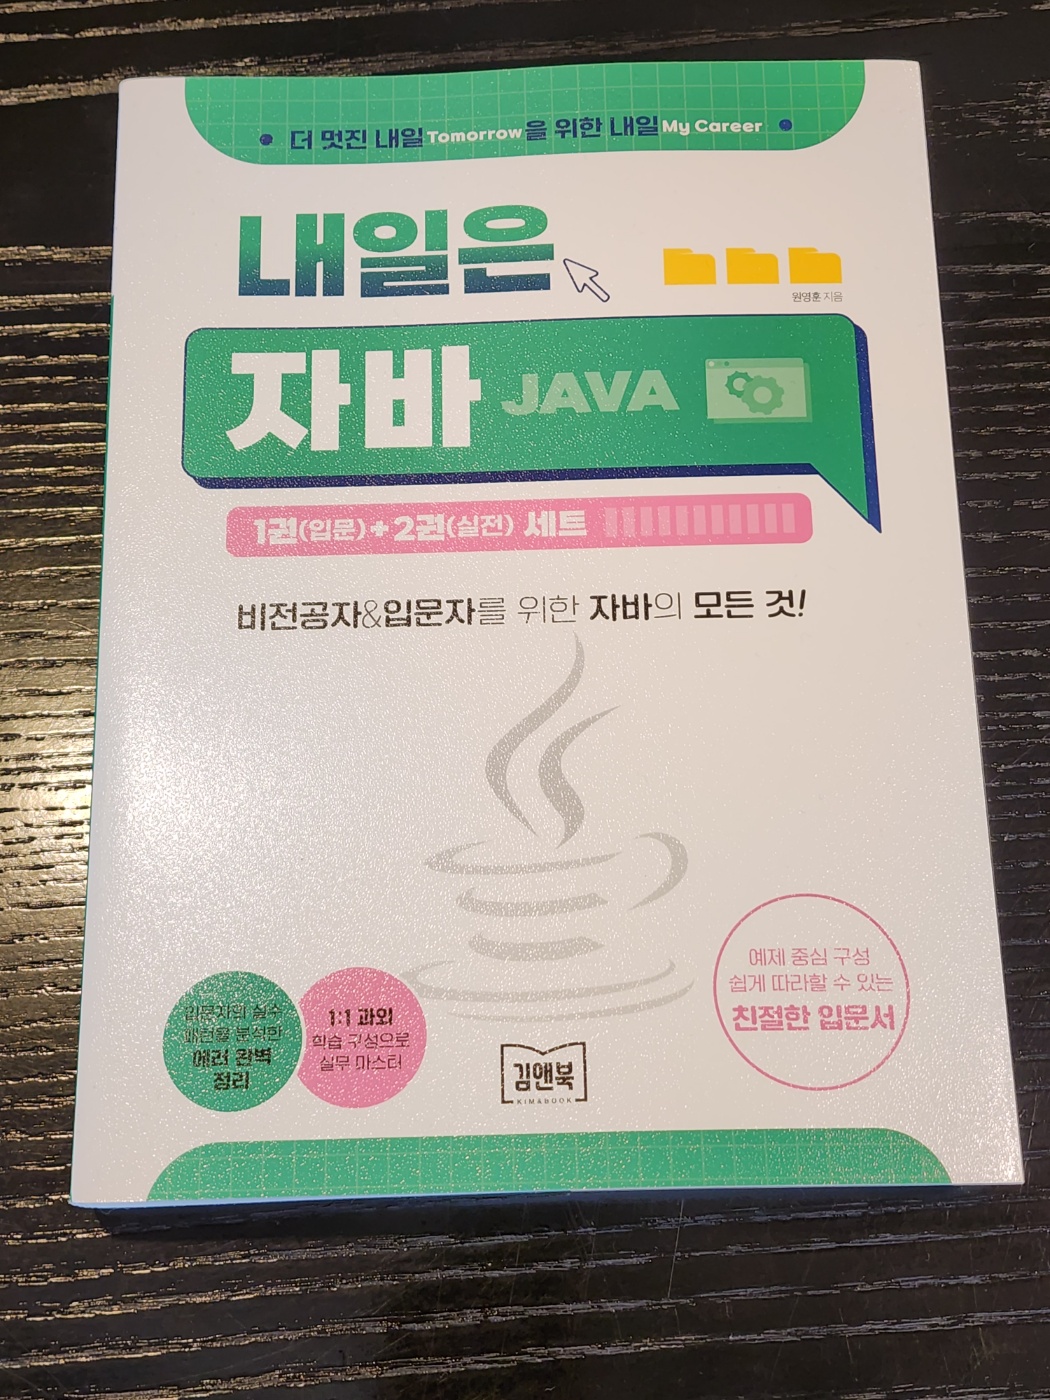 더 멋진 내일 Tomorrow을 위한 내일 My Career
내일은
원영훈 지음
자바 JAVA
1권(입문)+2권(실전) 세트
비전공자&입문자를 위한 자바의 모든 것!
예제 중심 구성
쉽게 따라할 수 있는
친절한 입문서
입문자의 실수
패턴을 분석한
에러 완벽
정리
1:1 과외
학습 구성으로
실무 마스터
김앤북
KIM&BOOK